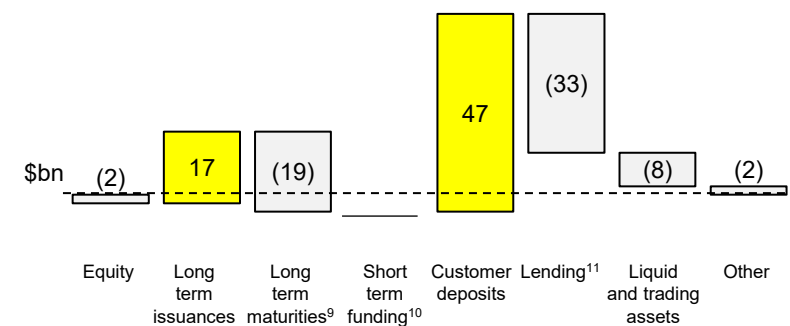 47
(33)
$bn
(2)
17
(19)
(8)
(2)
Equity
Long
term
issuances
Long
term
maturities⁹
Short
term
funding¹⁰
Customer
deposits
Lending¹¹
Liquid
and trading
assets
Other